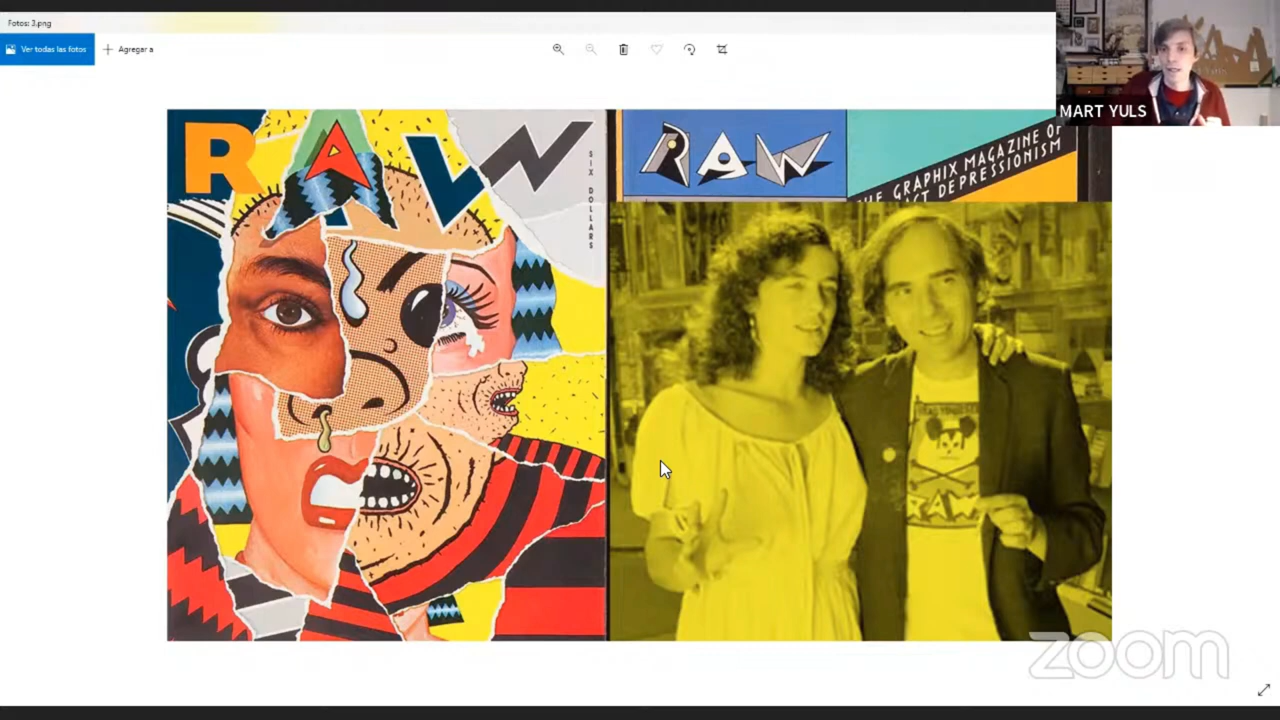 Fotos: 3.png
Ver todas las fotos
Agregar a
MART YULS
RAW
SIX DOLLARS
RAW
THE GRAPHIX MAGAZINE OF
ACT DEPRESSIONISM
RAW
zoom